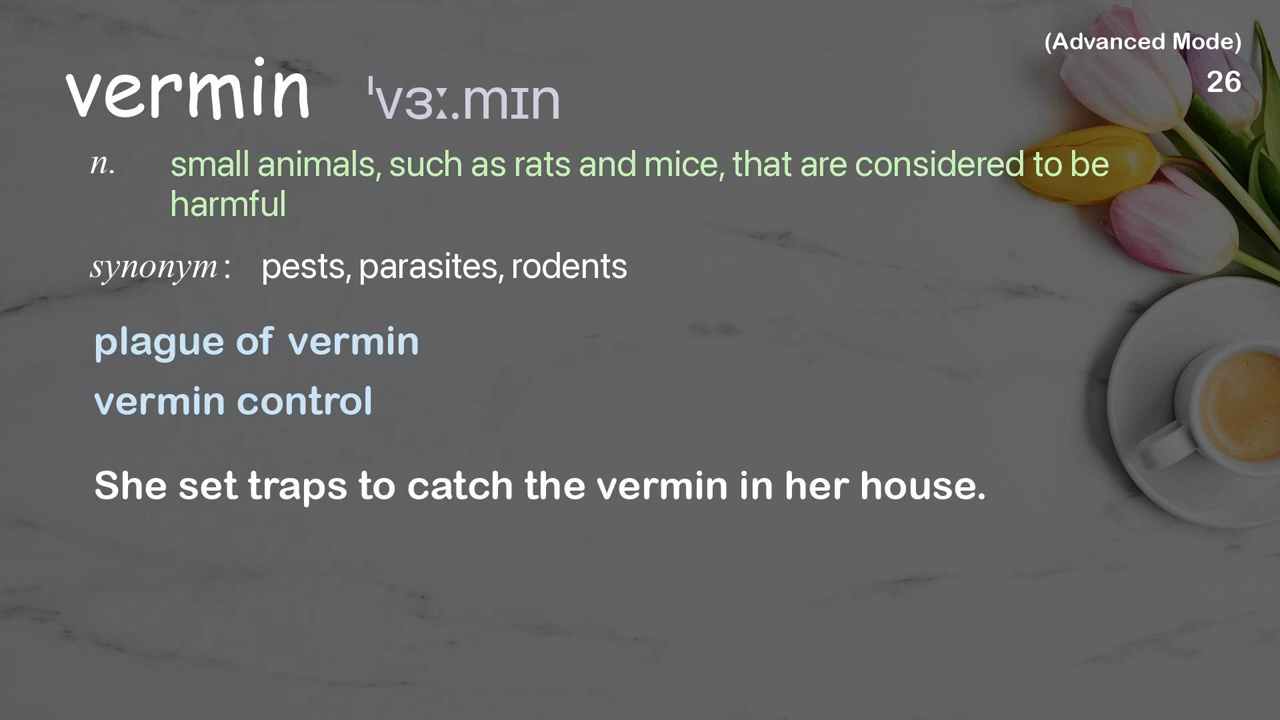 (Advanced Mode)
26
vermin ˈvɜː.mɪn
n. small animals, such as rats and mice, that are considered to be
harmful
synonym: pests, parasites, rodents
plague of vermin
vermin control
She set traps to catch the vermin in her house.